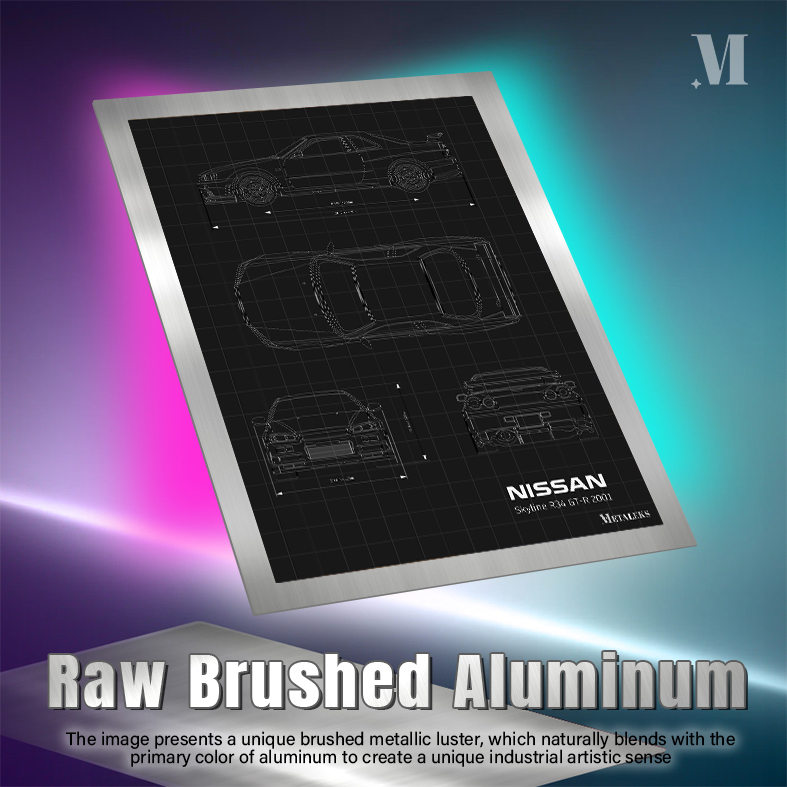 M
NISSAN
Skyline R34 GT-R 2001
METALEKS
Raw Brushed Aluminum
The image presents a unique brushed metallic luster, which naturally blends with the
primary color of aluminum to create a unique industrial artistic sense